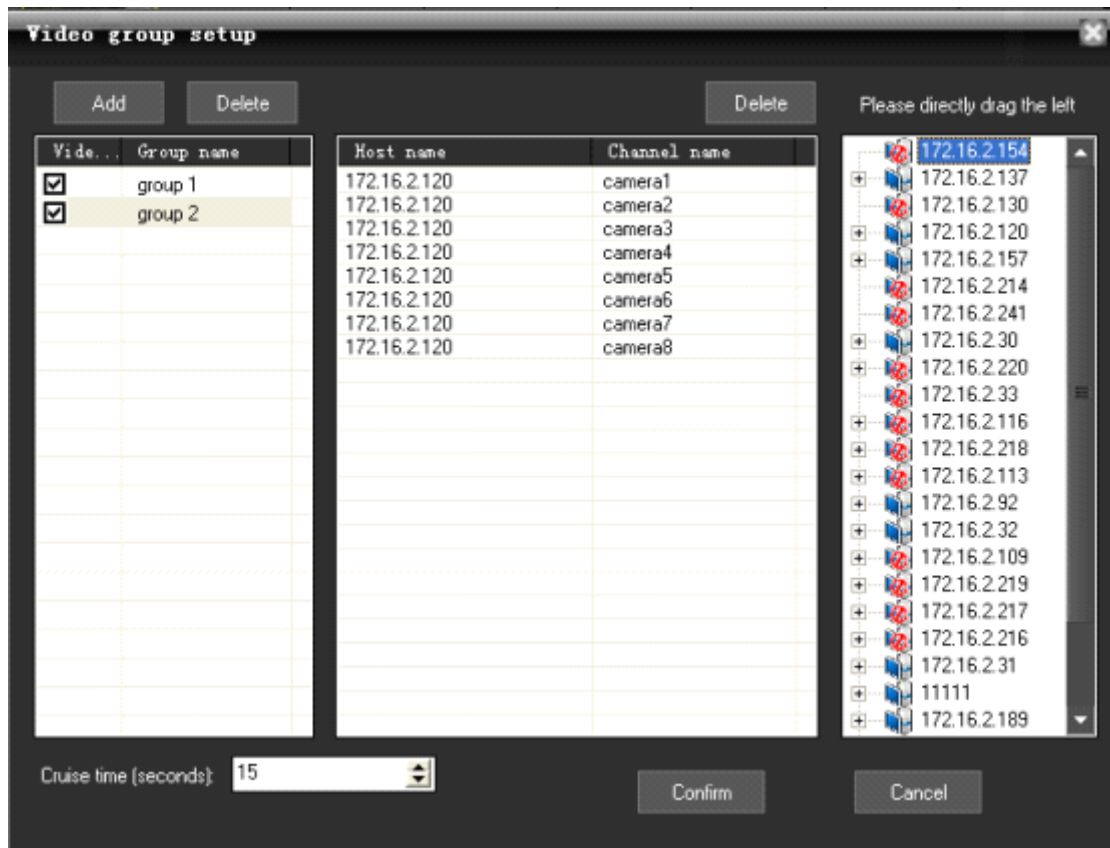 Video group setup
Add
Delete
Delete
Please directly drag the left
Vide...
Group name
group 1
group 2
Host name
Channel name
172.16.2.120 camera1
172.16.2.120 camera2
172.16.2.120 camera3
172.16.2.120 camera4
172.16.2.120 camera5
172.16.2.120 camera6
172.16.2.120 camera7
172.16.2.120 camera8
172.16.2.154
172.16.2.137
172.16.2.130
172.16.2.120
172.16.2.157
172.16.2.214
172.16.2.241
172.16.2.30
172.16.2.220
172.16.2.33
172.16.2.116
172.16.2.218
172.16.2.113
172.16.2.92
172.16.2.32
172.16.2.109
172.16.2.219
172.16.2.217
172.16.2.216
172.16.2.31
11111
172.16.2.189
Cruise time (seconds): 15
Confirm
Cancel